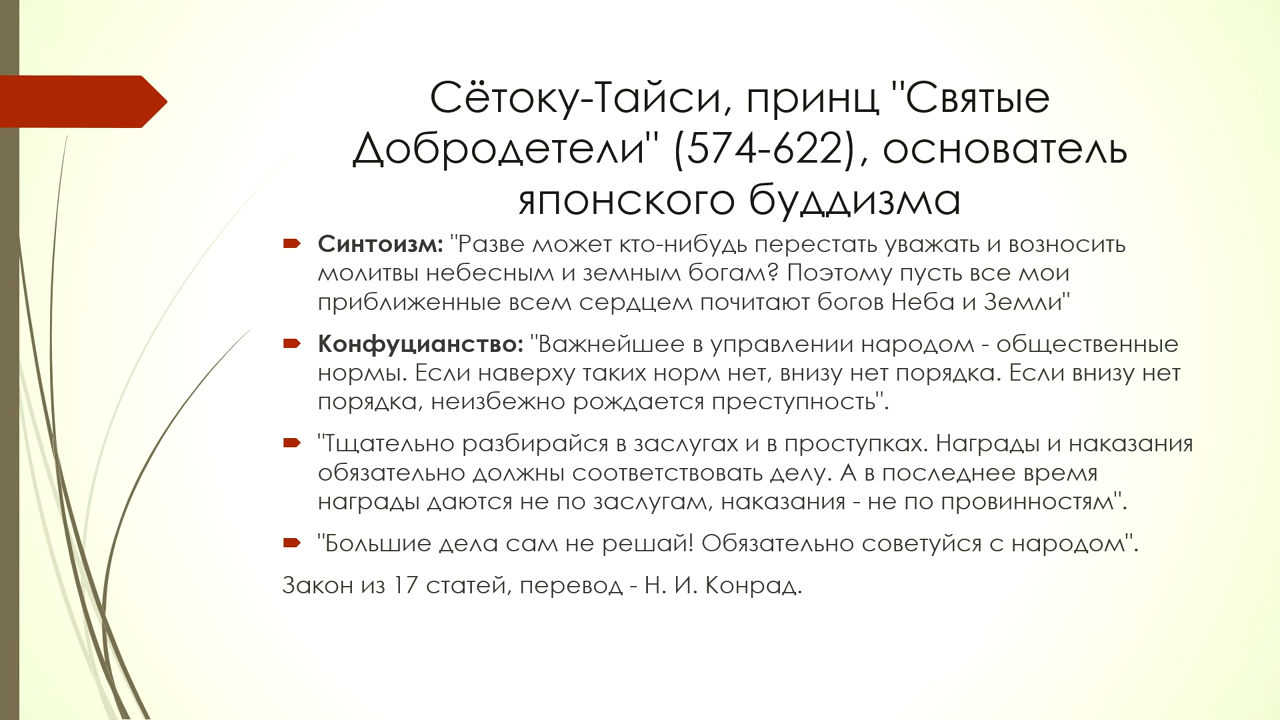 Сётоку-Тайси, принц "Святые
Добродетели" (574-622), основатель
японского буддизма
Синтоизм: "Разве может кто-нибудь перестать уважать и возносить
молитвы небесным и земным богам? Поэтому пусть все мои
приближенные всем сердцем почитают богов Неба и Земли"
Конфуцианство: "Важнейшее в управлении народом - общественные
нормы. Если наверху таких норм нет, внизу нет порядка. Если внизу нет
порядка, неизбежно рождается преступность".
"Тщательно разбирайся в заслугах и в проступках. Награды и наказания
обязательно должны соответствовать делу. А в последнее время
награды даются не по заслугам, наказания - не по провинностям".
"Большие дела сам не решай! Обязательно советуйся с народом".
Закон из 17 статей, перевод - Н. И. Конрад.